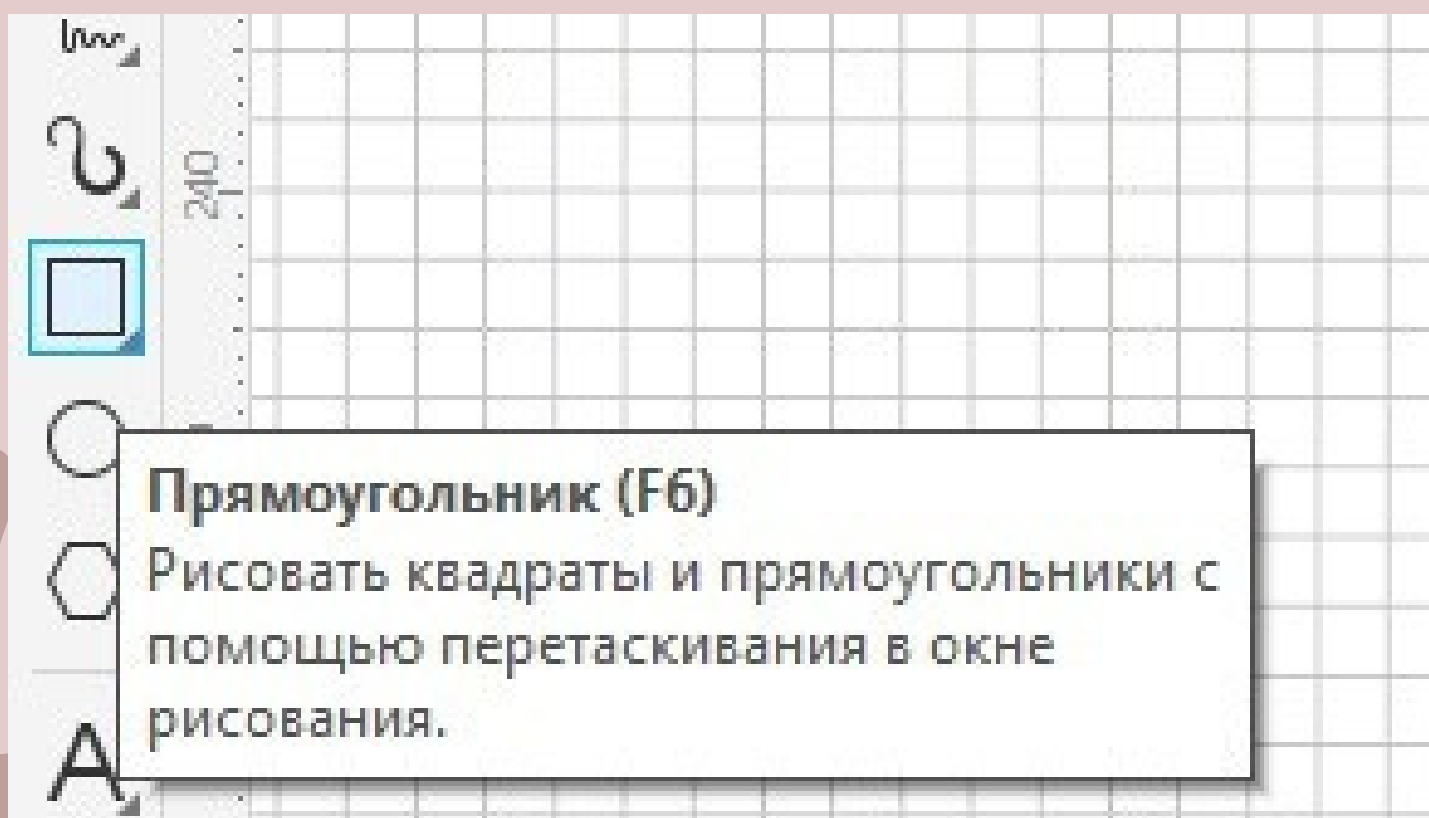 240
Прямоугольник (F6)
Рисовать квадраты и прямоугольники с
помощью перетаскивания в окне
рисования.
A